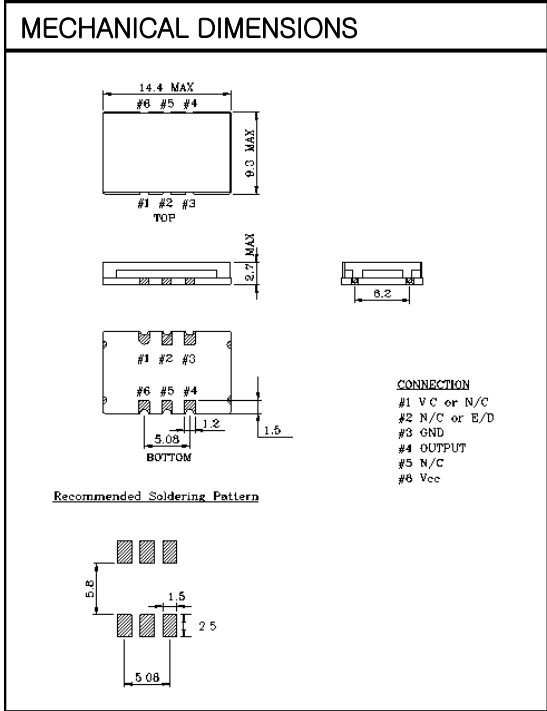 MECHANICAL DIMENSIONS
14.4 MAX
#6 #5 #4
9.3 MAX
#1 #2 #3
TOP
2.7 MAX
6.2
#1 #2 #3
#6 #5 #4
1.2
1.5
5.08
BOTTOM
CONNECTION
#1 V C or N/C
#2 N/C or E/D
#3 GND
#4 OUTPUT
#5 N/C
#6 Vcc
Recommended Soldering Pattern
5.8
1.5
2 5
5 08